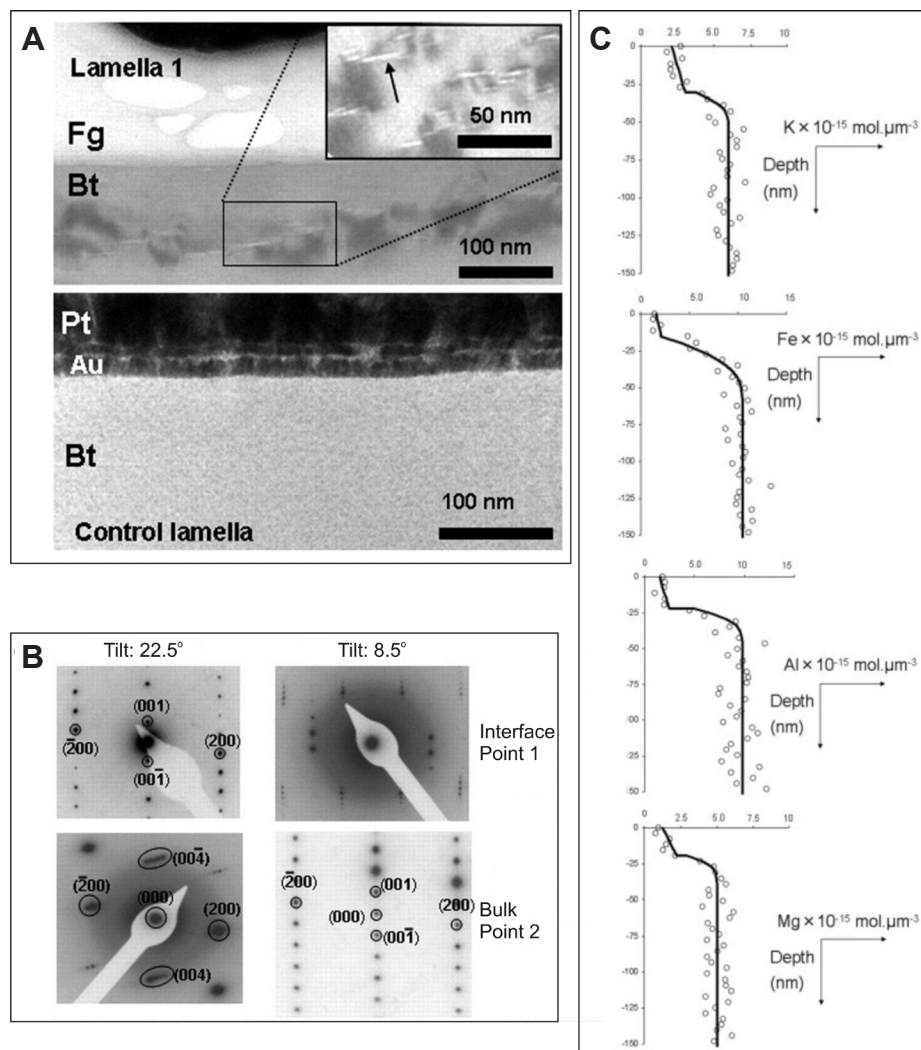 A
Lamella 1
Fg
Bt
50 nm
100 nm
Pt
Au
Bt
100 nm
Control lamella
B
Tilt: 22.5° Tilt: 8.5°
(001)
(2̄00) (200)
(001̄)
Interface
Point 1
(004̄)
(2̄00) (000) (200)
(004)
(2̄00) (001) (200)
(000)
(001̄)
Bulk
Point 2
C
0 2.5 5.0 7.5 10
0
-25
-50
-75
-100
-125
-150
K × 10⁻¹⁵ mol.µm⁻³
Depth
(nm)
0 5.0 10 15
0
-25
-50
-75
-100
-125
-150
Fe × 10⁻¹⁵ mol.µm⁻³
Depth
(nm)
0 5.0 10 15
0
-25
-50
-75
-100
-125
-50
Al × 10⁻¹⁵ mol.µm⁻³
Depth
(nm)
2.5 5.0 7.5 10
0
-25
-50
-75
-100
-125
-150
Mg × 10⁻¹⁵ mol.µm⁻³
Depth
(nm)